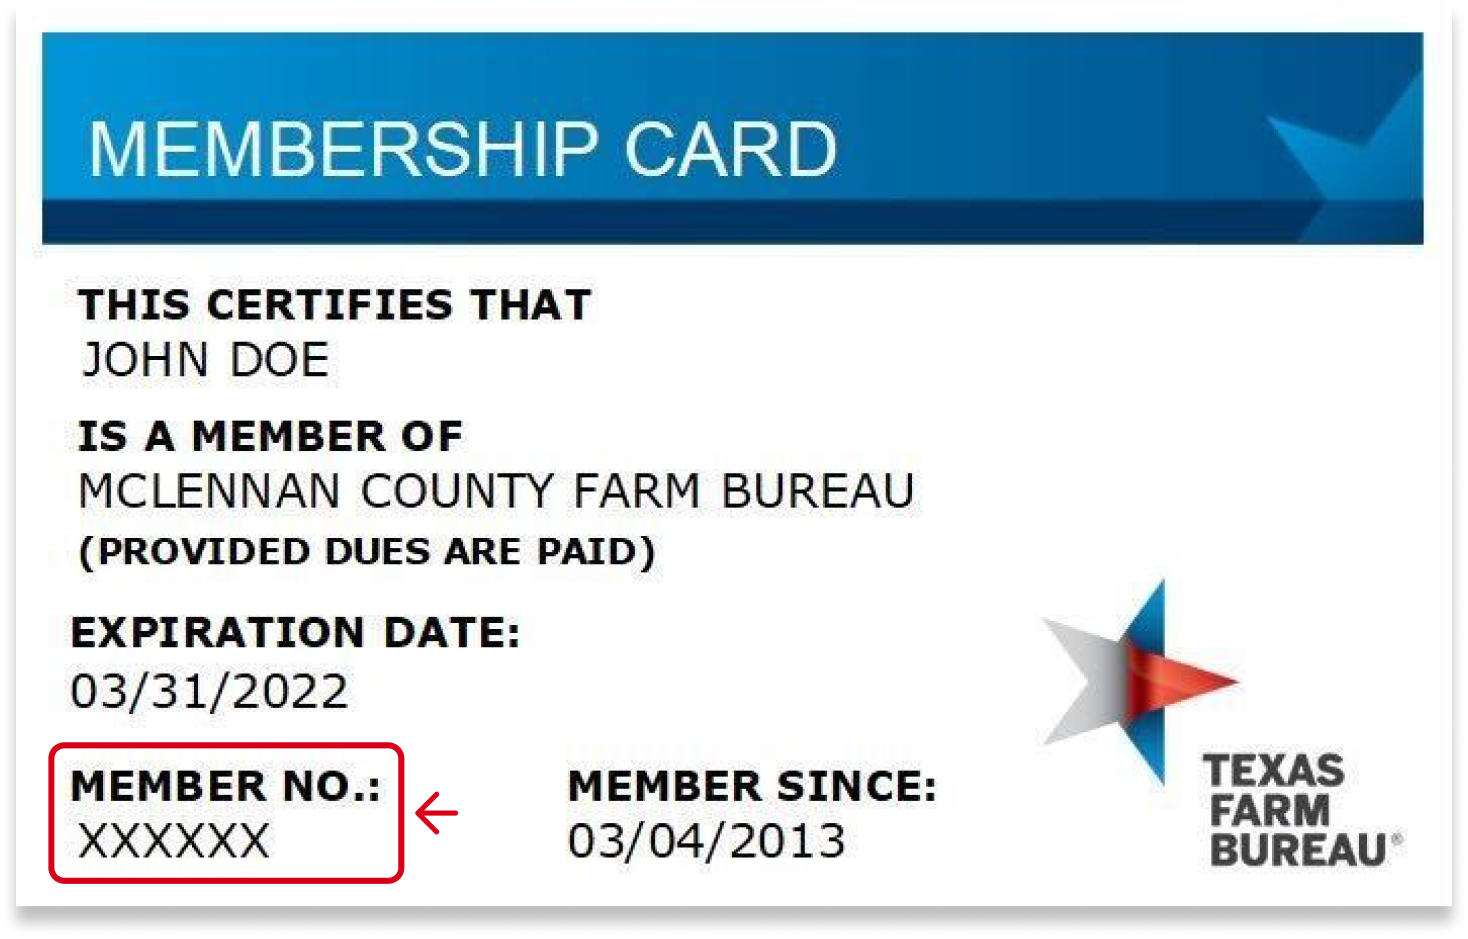 MEMBERSHIP CARD
THIS CERTIFIES THAT
JOHN DOE
IS A MEMBER OF
MCLENNAN COUNTY FARM BUREAU
(PROVIDED DUES ARE PAID)
EXPIRATION DATE:
03/31/2022
MEMBER NO.:
XXXXXX
MEMBER SINCE:
03/04/2013
TEXAS
FARM
BUREAU®